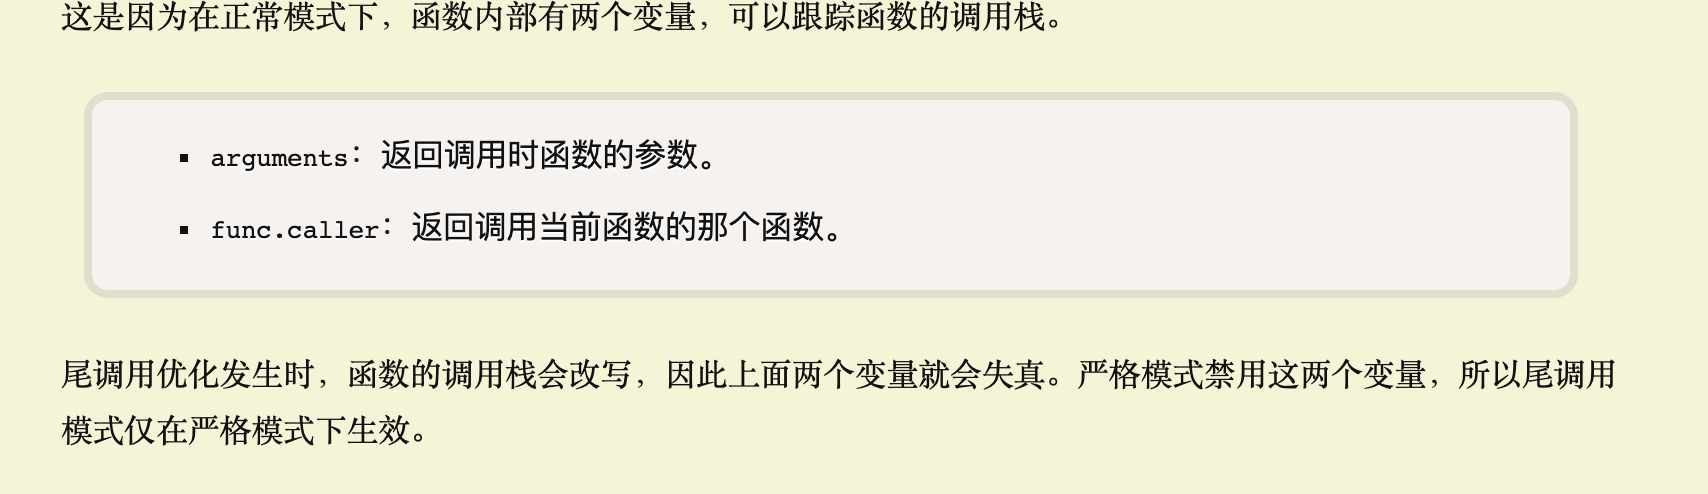 这是因为在正常模式下，函数内部有两个变量，可以跟踪函数的调用栈。
arguments：返回调用时函数的参数。
func.caller：返回调用当前函数的那个函数。
尾调用优化发生时，函数的调用栈会改写，因此上面两个变量就会失真。严格模式禁用这两个变量，所以尾调用
模式仅在严格模式下生效。